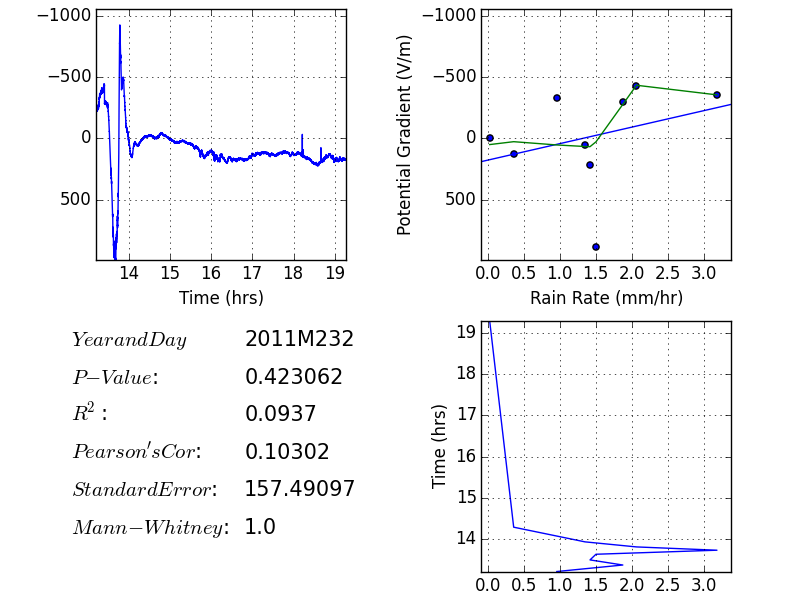 −1000
−500
0
500
14 15 16 17 18 19
Time (hrs)
Potential Gradient (V/m)
−1000
−500
0
500
0.0 0.5 1.0 1.5 2.0 2.5 3.0
Rain Rate (mm/hr)
YearandDay 2011M232
P−Value: 0.423062
R²: 0.0937
Pearson′sCor: 0.10302
StandardError: 157.49097
Mann−Whitney: 1.0
Time (hrs)
19
18
17
16
15
14
0.0 0.5 1.0 1.5 2.0 2.5 3.0